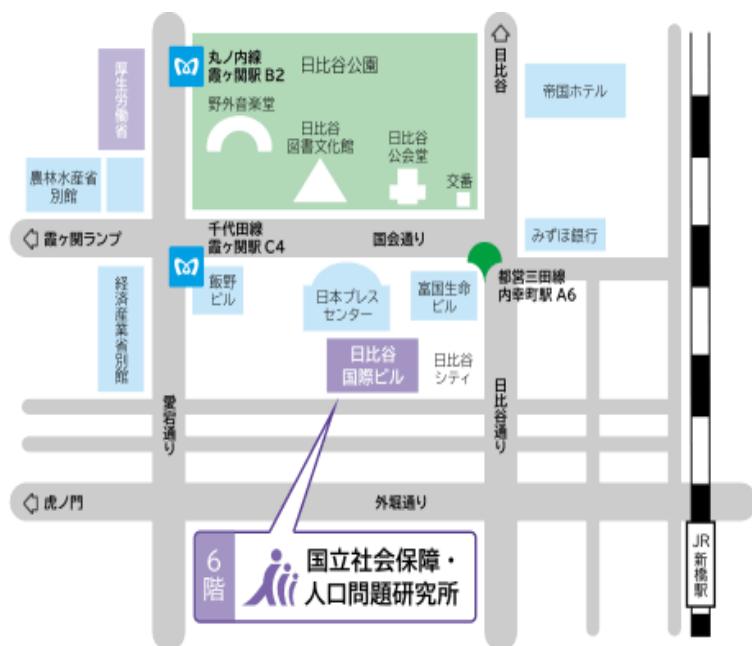 丸ノ内線
霞ヶ関駅 B2
日比谷公園
日比谷
厚生労働省
帝国ホテル
野外音楽堂
日比谷
図書文化館
日比谷
公会堂
交番
農林水産省
別館
千代田線
霞ヶ関駅 C4
霞ヶ関ランプ
国会通り
みずほ銀行
都営三田線
内幸町駅 A6
経済産業省別館
飯野
ビル
日本プレス
センター
富国生命
ビル
日比谷
国際ビル
日比谷
シティ
愛宕通り
日比谷通り
虎ノ門
外堀通り
JR
新橋駅
6
階
国立社会保障・
人口問題研究所